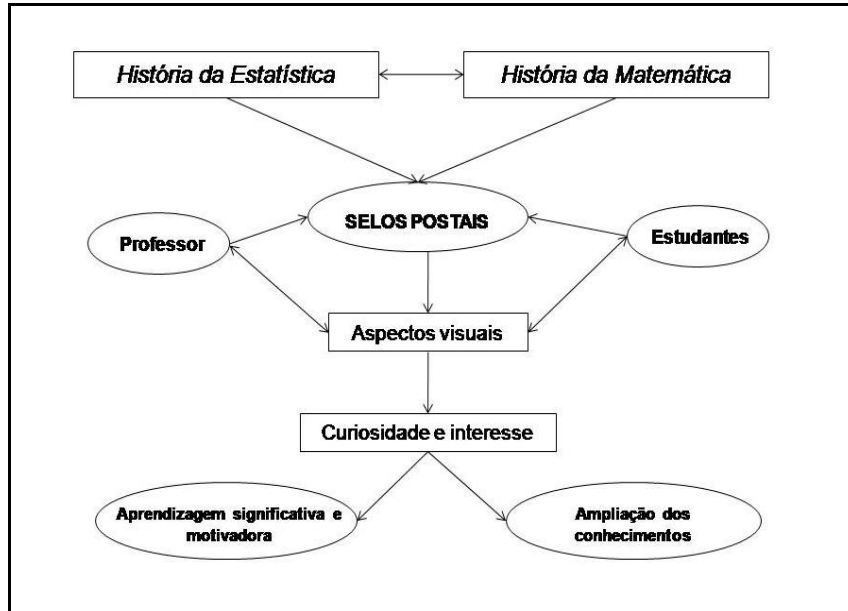 História da Estatística
História da Matemática
SELOS POSTAIS
Professor
Estudantes
Aspectos visuais
Curiosidade e interesse
Aprendizagem significativa e
motivadora
Ampliação dos
conhecimentos